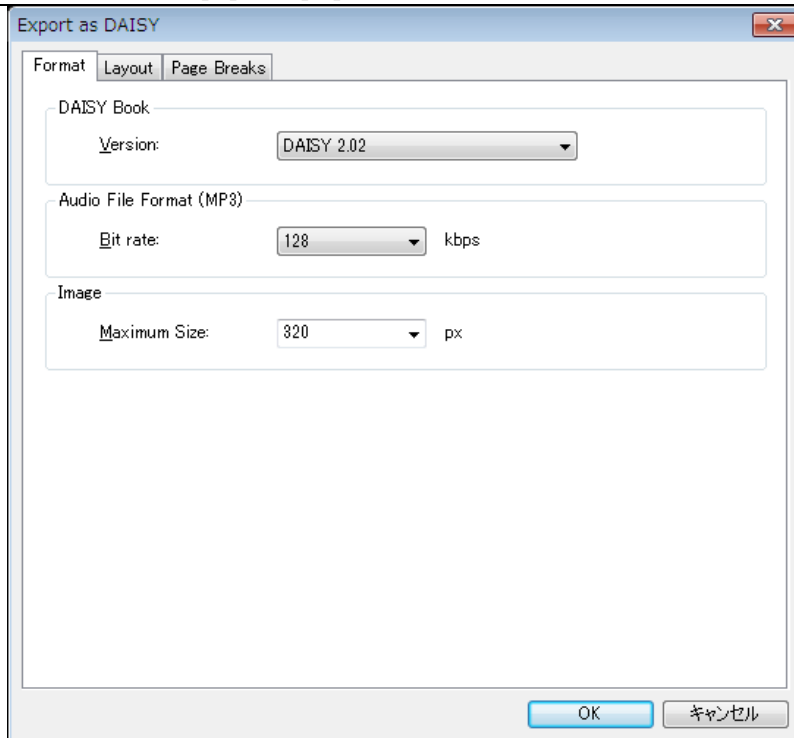 Export as DAISY
Format Layout Page Breaks
DAISY Book
Version: DAISY 2.02
Audio File Format (MP3)
Bit rate: 128 kbps
Image
Maximum Size: 320 px
OK キャンセル